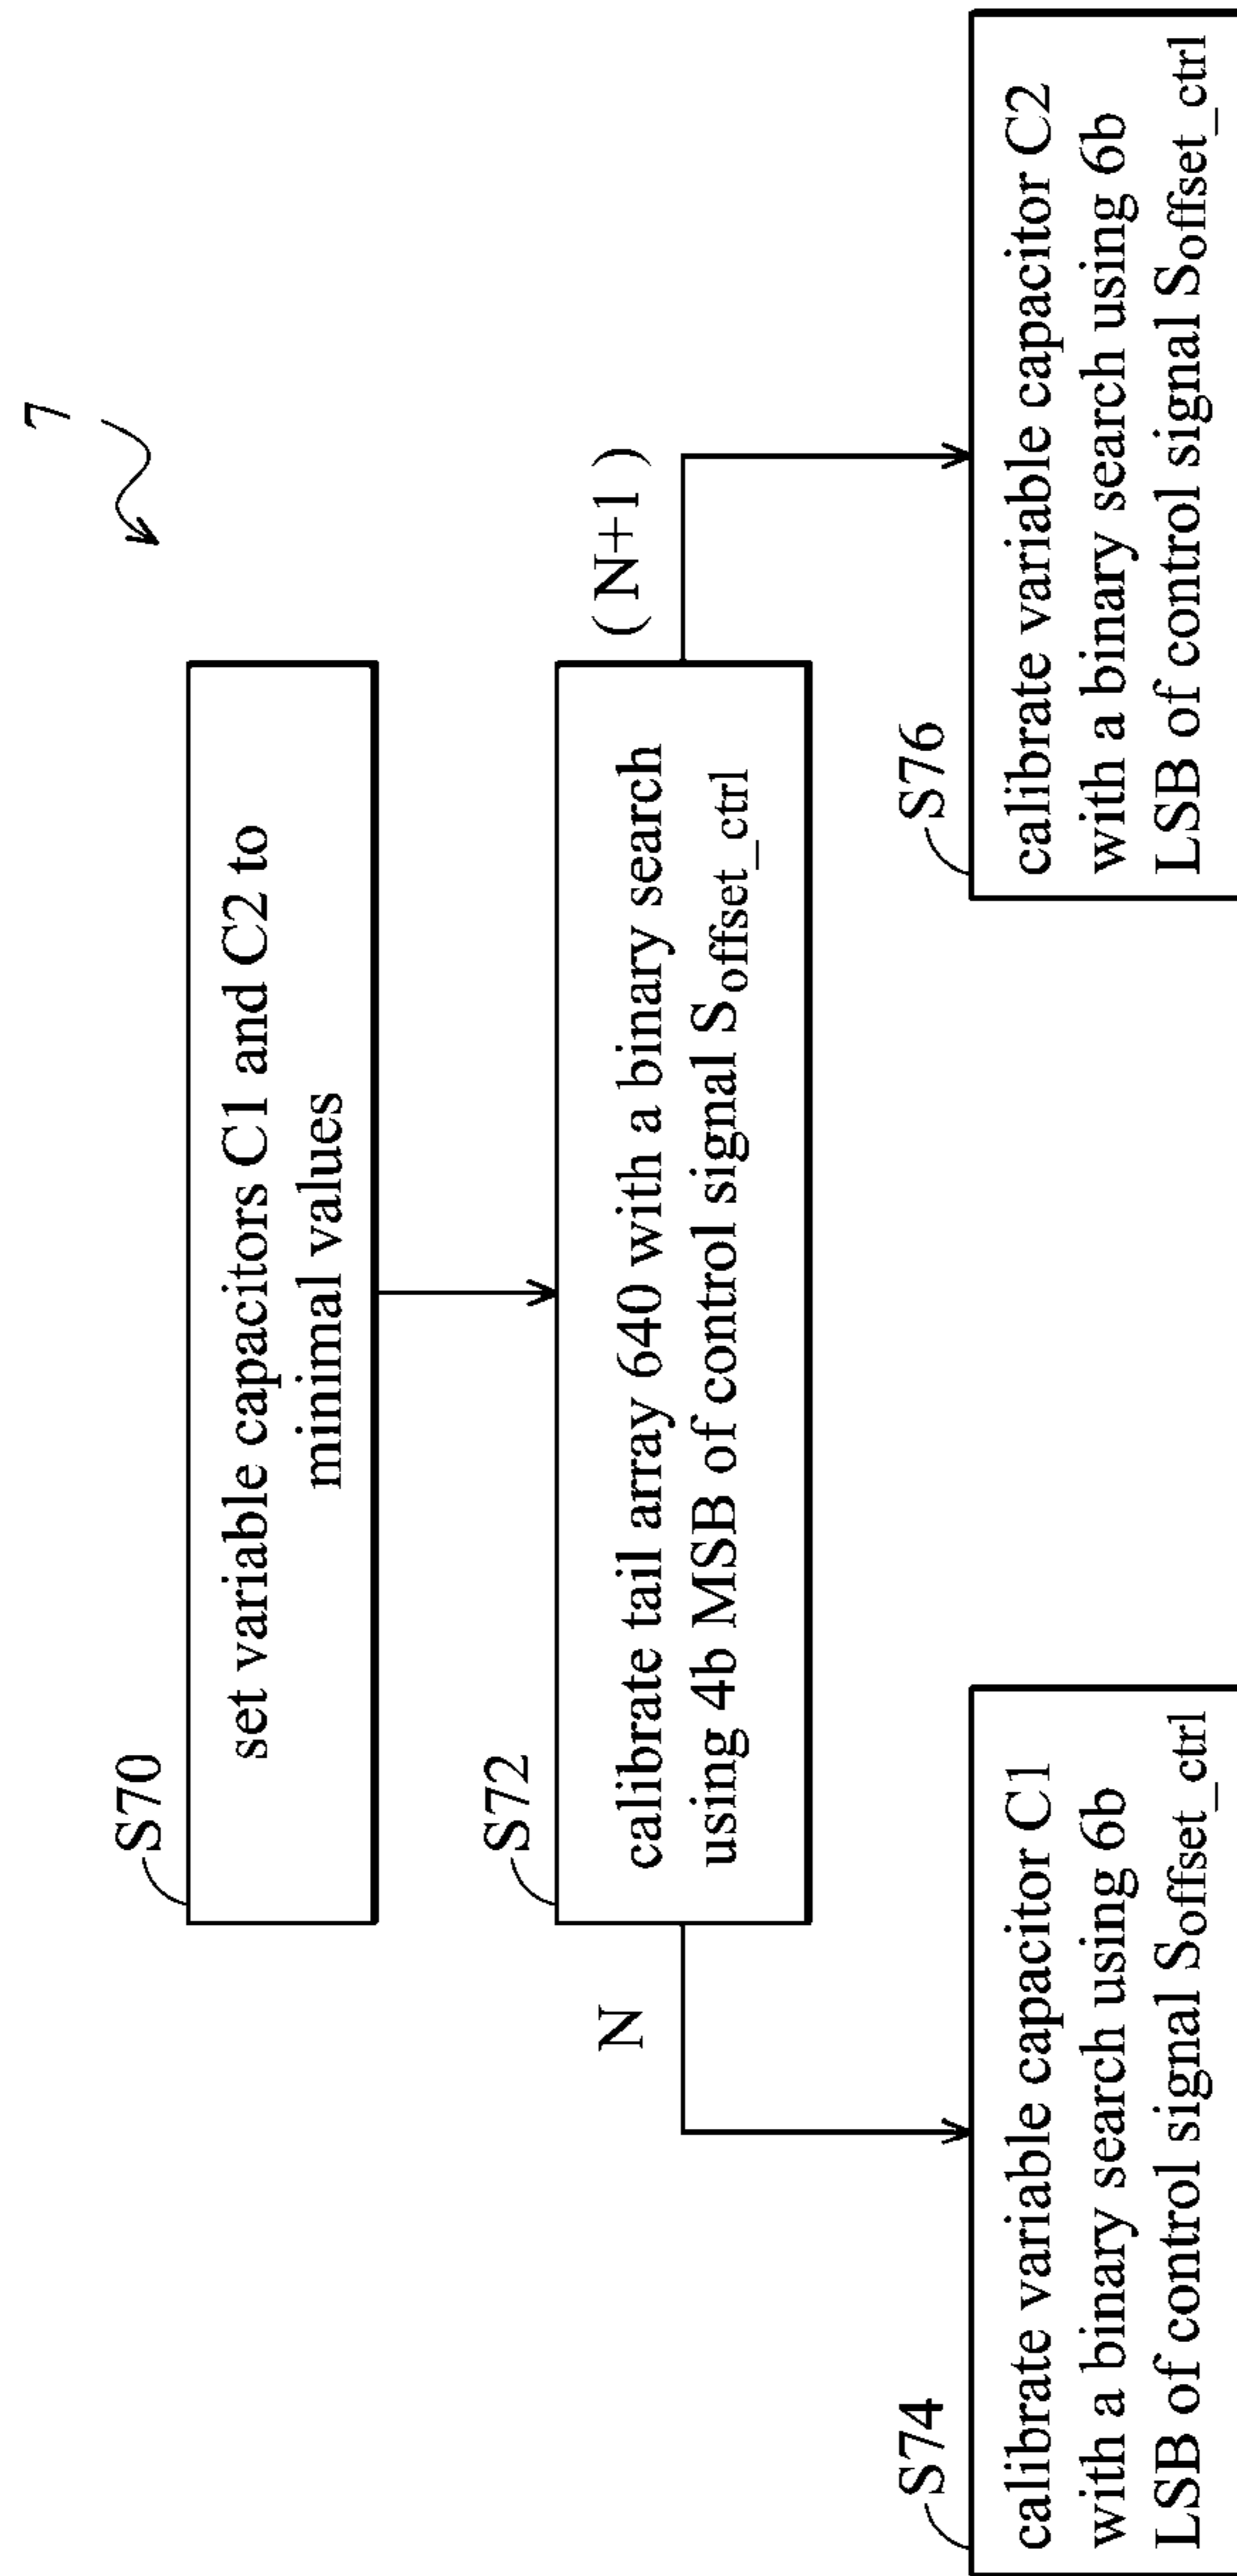 7
S70
set variable capacitors C1 and C2 to
minimal values
S72
calibrate tail array 640 with a binary search
using 4b MSB of control signal Soffset_ctrl
N
(N+1)
S74
calibrate variable capacitor C1
with a binary search using 6b
LSB of control signal Soffset_ctrl
S76
calibrate variable capacitor C2
with a binary search using 6b
LSB of control signal Soffset_ctrl